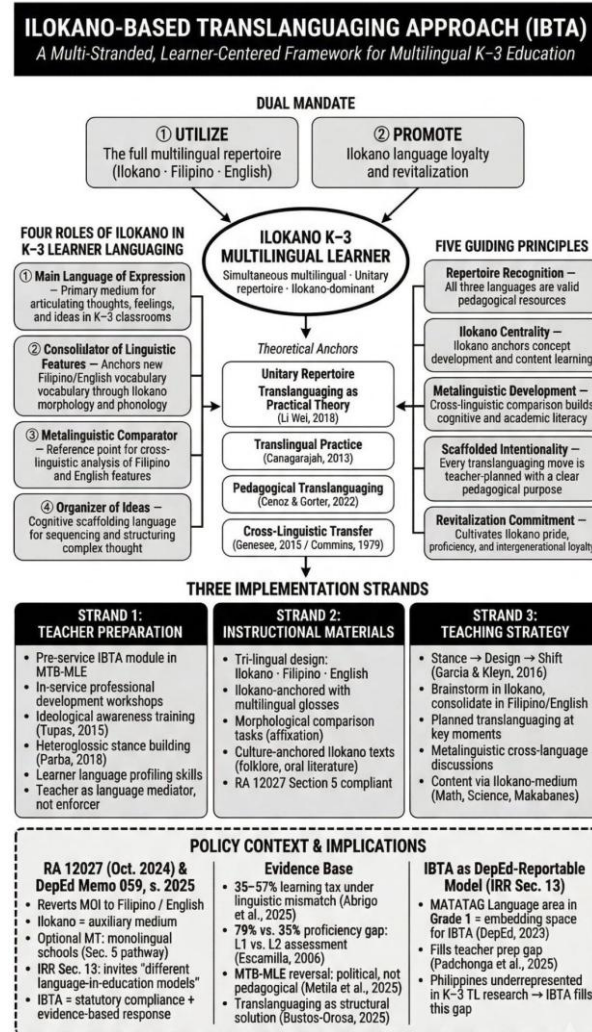 ILOKANO-BASED TRANSLANGUAGING APPROACH (IBTA)
A Multi-Stranded, Learner-Centered Framework for Multilingual K–3 Education
DUAL MANDATE
① UTILIZE
The full multilingual repertoire
(Ilokano · Filipino · English)
② PROMOTE
Ilokano language loyalty
and revitalization
FOUR ROLES OF ILOKANO IN
K–3 LEARNER LANGUAGING
① Main Language of Expression
– Primary medium for
articulating thoughts, feelings,
and ideas in K–3 classrooms
② Consolulator of Linguistic
Features – Anchors new
Filipino/English vocabulary
vocabulary through Ilokano
morphology and phonology
③ Metalinguistic Comparator
– Reference point for cross-
linguistic analysis of Filipino
and English features
④ Organizer of Ideas –
Cognitive scaffolding language
for sequencing and structuring
complex thought
ILOKANO K–3
MULTILINGUAL LEARNER
Simultaneous multilingual · Unitary
repertoire · Ilokano-dominant
Theoretical Anchors
Unitary Repertoire
Translanguaging as
Practical Theory
(Li Wei, 2018)
Translingual Practice
(Canagarajah, 2013)
Pedagogical Translanguaging
(Cenoz & Gorter, 2022)
Cross-Linguistic Transfer
(Genesee, 2015 / Commins, 1979)
FIVE GUIDING PRINCIPLES
Repertoire Recognition —
All three languages are valid
pedagogical resources
Ilokano Centrality —
Ilokano anchors concept
development and content learning
Metalinguistic Development —
Cross-linguistic comparison builds
cognitive and academic literacy
Scaffolded Intentionality —
Every translanguaging move is
teacher-planned with a clear
pedagogical purpose
Revitalization Commitment —
Cultivates Ilokano pride,
proficiency, and intergenerational loyalty
THREE IMPLEMENTATION STRANDS
STRAND 1:
TEACHER PREPARATION
• Pre-service IBTA module in
MTB-MLE
• In-service professional
development workshops
• Ideological awareness training
(Tupas, 2015)
• Heteroglossic stance building
(Parba, 2018)
• Learner language profiling skills
• Teacher as language mediator,
not enforcer
STRAND 2:
INSTRUCTIONAL MATERIALS
• Tri-lingual design:
Ilokano · Filipino · English
• Ilokano-anchored with
multilingual glosses
• Morphological comparison
tasks (affixation)
• Culture-anchored Ilokano texts
(folklore, oral literature)
• RA 12027 Section 5 compliant
STRAND 3:
TEACHING STRATEGY
• Stance → Design → Shift
(Garcia & Kleyn, 2016)
• Brainstorm in Ilokano,
consolidate in Filipino/English
• Planned translanguaging at
key moments
• Metalinguistic cross-language
discussions
• Content via Ilokano-medium
(Math, Science, Makabanes)
POLICY CONTEXT & IMPLICATIONS
RA 12027 (Oct. 2024) &
DepEd Memo 059, s. 2025
• Reverts MOI to Filipino / English
• Ilokano = auxiliary medium
• Optional MT: monolingual
schools (Sec. 5 pathway)
• IRR Sec. 13: invites "different
language-in-education models"
• IBTA = statutory compliance +
evidence-based response
Evidence Base
• 35–57% learning tax under
linguistic mismatch (Abrigo
et al., 2025)
• 79% vs. 35% proficiency gap:
L1 vs. L2 assessment
(Escamilla, 2006)
• MTB-MLE reversal: political, not
pedagogical (Metila et al., 2025)
• Translanguaging as structural
solution (Bustos-Orosa, 2025)
IBTA as DepEd-Reportable
Model (IRR Sec. 13)
• MATATAG Language area in
Grade 1 = embedding space
for IBTA (DepEd, 2023)
• Fills teacher prep gap
(Padchonga et al., 2025)
• Philippines underrepresented
in K–3 TL research → IBTA fills
this gap